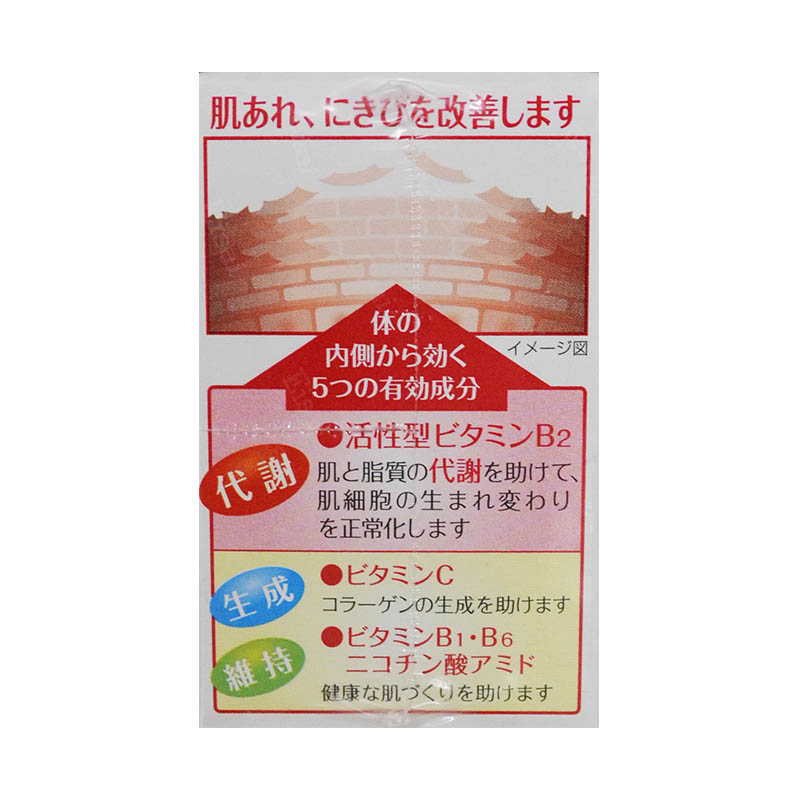 肌あれ、にきびを改善します
イメージ図
体の
内側から効く
5つの有効成分
代謝
●活性型ビタミンB2
肌と脂質の代謝を助けて、
肌細胞の生まれ変わり
を正常化します
生成
●ビタミンC
コラーゲンの生成を助けます
維持
●ビタミンB1・B6
ニコチン酸アミド
健康な肌づくりを助けます